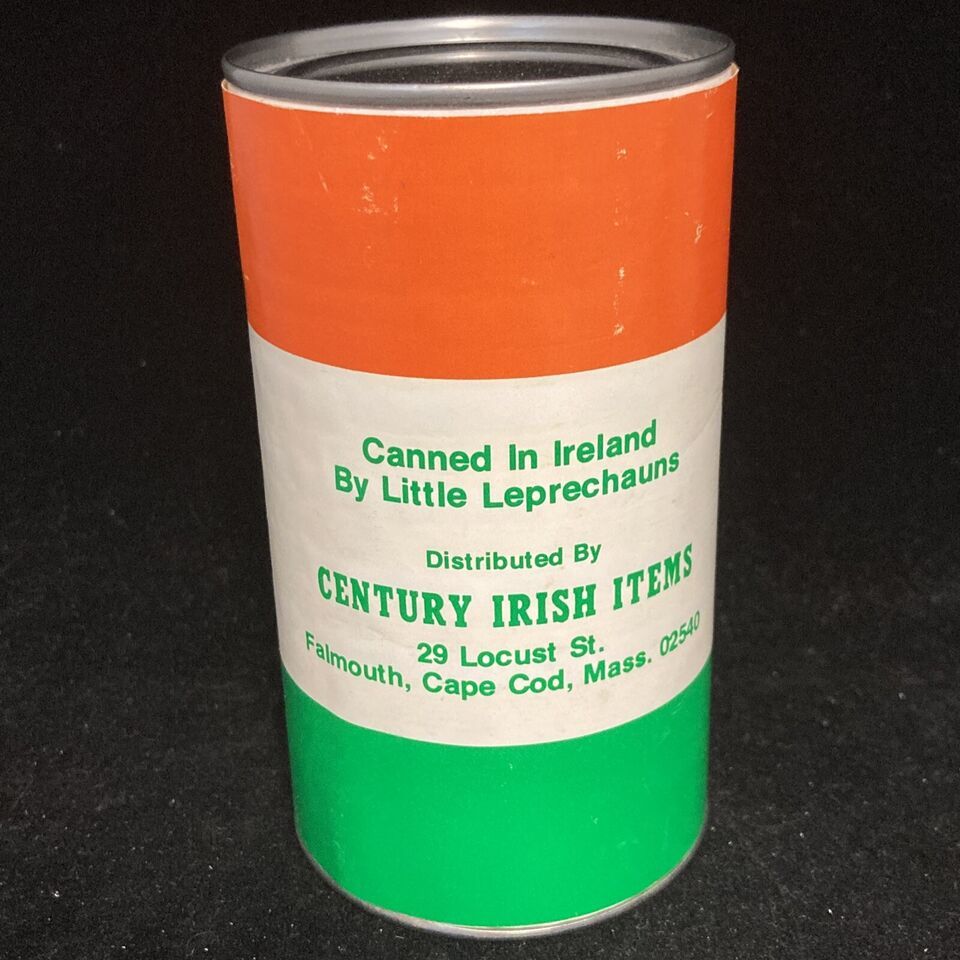 Canned In Ireland
By Little Leprechauns
Distributed By
CENTURY IRISH ITEMS
29 Locust St.
Falmouth, Cape Cod, Mass. 02540